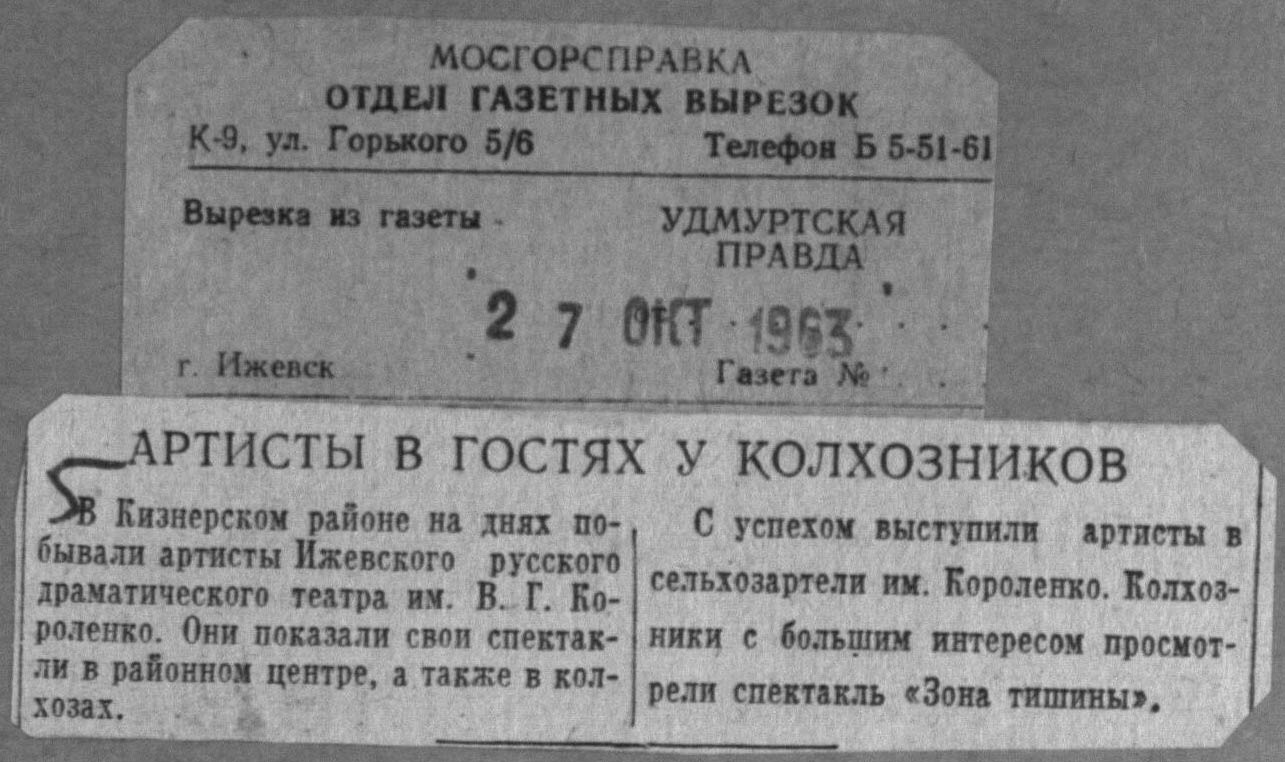 МОСГОРСПРАВКА
ОТДЕЛ ГАЗЕТНЫХ ВЫРЕЗОК
К-9, ул. Горького 5/6 Телефон Б 5-51-61
Вырезка из газеты УДМУРТСКАЯ
ПРАВДА
2 7 ОКТ 1963
г. Ижевск Газета №
АРТИСТЫ В ГОСТЯХ У КОЛХОЗНИКОВ
В Кизнерском районе на днях по-
бывали артисты Ижевского русского
драматического театра им. В. Г. Ко-
роленко. Они показали свои спектак-
ли в районном центре, а также в кол-
хозах.
С успехом выступили артисты в
сельхозартели им. Короленко. Колхоз-
ники с большим интересом просмот-
рели спектакль «Зона тишины».